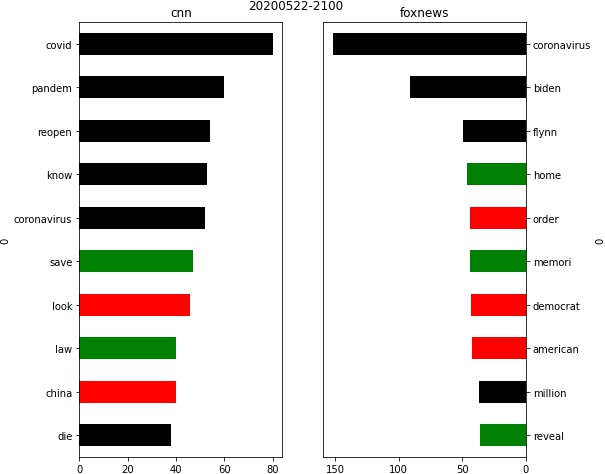 20200522-2100
cnn
foxnews
covid
pandem
reopen
know
coronavirus
save
look
law
china
die
0
0 20 40 60 80
coronavirus
biden
flynn
home
order
memori
democrat
american
million
reveal
0
150 100 50 0